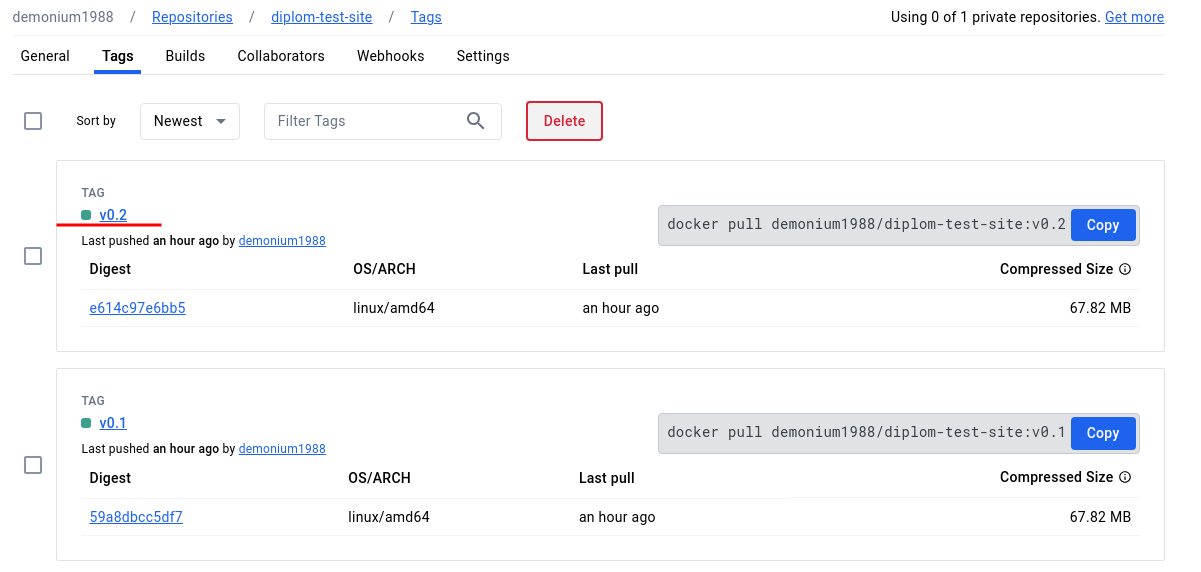 demonium1988 / Repositories / diplom-test-site / Tags Using 0 of 1 private repositories. Get more
General Tags Builds Collaborators Webhooks Settings
Sort by Newest Filter Tags Delete
TAG
v0.2
docker pull demonium1988/diplom-test-site:v0.2 Copy
Last pushed an hour ago by demonium1988
Digest OS/ARCH Last pull Compressed Size
e614c97e6bb5 linux/amd64 an hour ago 67.82 MB
TAG
v0.1
docker pull demonium1988/diplom-test-site:v0.1 Copy
Last pushed an hour ago by demonium1988
Digest OS/ARCH Last pull Compressed Size
59a8dbcc5df7 linux/amd64 an hour ago 67.82 MB